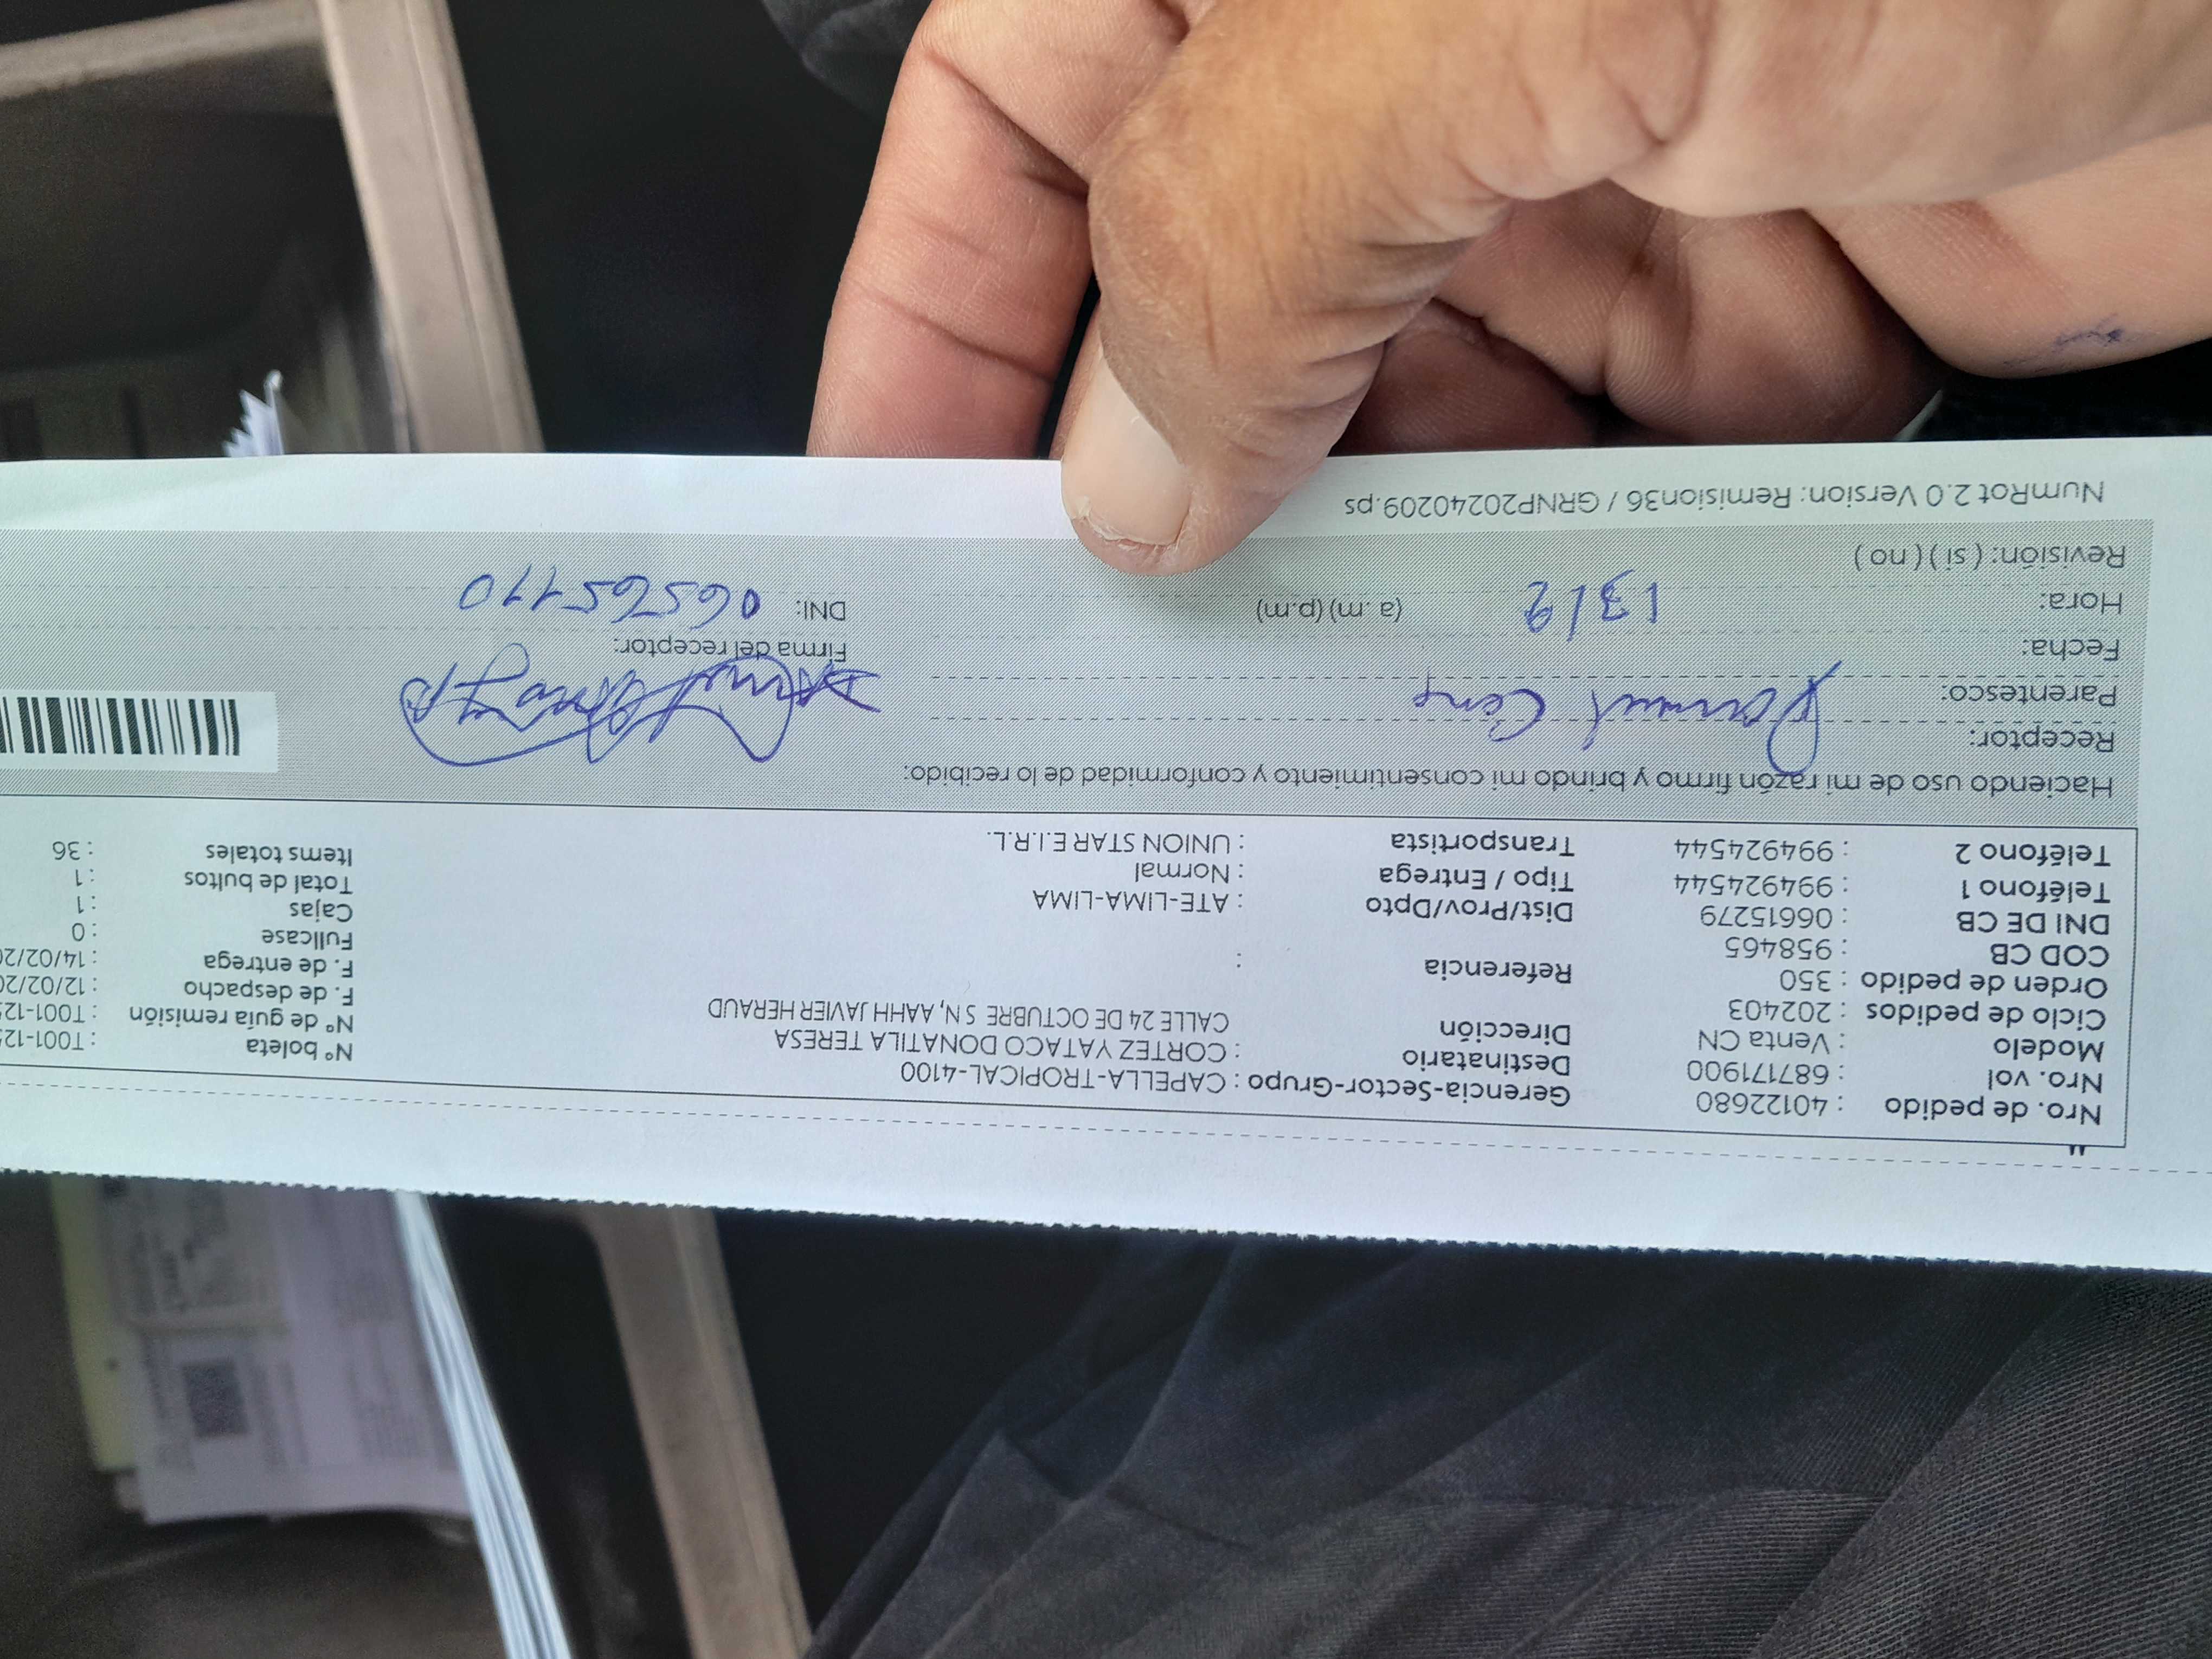 Nro. de pedido : 40122680 Gerencia-Sector-Grupo : CAPELLA-TROPICAL-4100 Nº boleta : T001-12
Nro. vol : 687171900 Destinatario : CORTEZ YATACO DONATILA TERESA Nº de guía remisión : T001-12
Modelo : Venta CN Dirección CALLE 24 DE OCTUBRE S N, AAHH JAVIER HERAUD F. de despacho : 12/02/20
Ciclo de pedidos : 202403 F. de entrega : 14/02/20
Orden de pedido : 350 Referencia : Fullcase : 0
COD CB : 958465 Cajas : 1
DNI DE CB : 06615279 Dist/Prov/Dpto : ATE-LIMA-LIMA Total de bultos : 1
Teléfono 1 : 994924544 Tipo / Entrega : Normal Items totales : 36
Teléfono 2 : 994924544 Transportista : UNION STAR E.I.R.L.
Haciendo uso de mi razón firmo y brindo mi consentimiento y conformidad de lo recibido:
Receptor:
Parentesco:
Fecha: Firma del receptor:
Hora: 13/2 (a.m) (p.m) DNI: 06565110
Revisión: ( si ) ( no )
NumRot 2.0 Version: Remision36 / GRNP20240209.ps